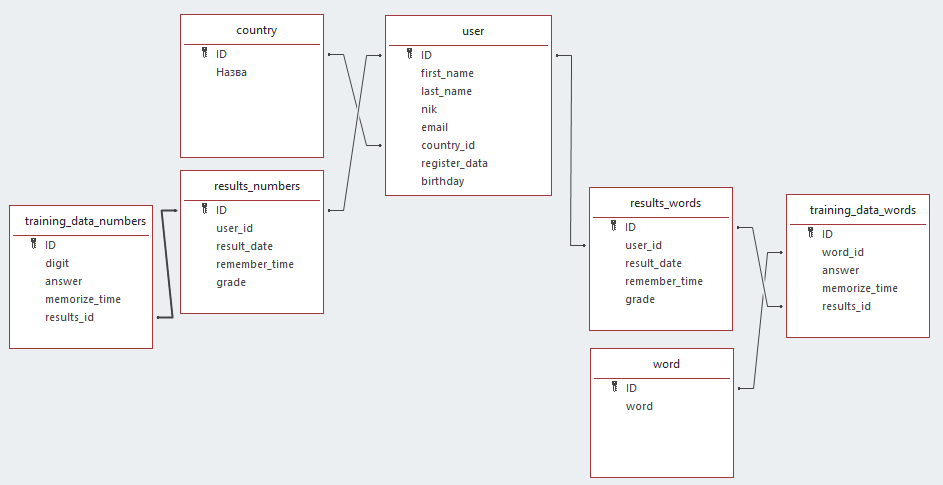 country
ID
Назва
user
ID
first_name
last_name
nik
email
country_id
register_data
birthday
results_numbers
ID
user_id
result_date
remember_time
grade
training_data_numbers
ID
digit
answer
memorize_time
results_id
results_words
ID
user_id
result_date
remember_time
grade
training_data_words
ID
word_id
answer
memorize_time
results_id
word
ID
word